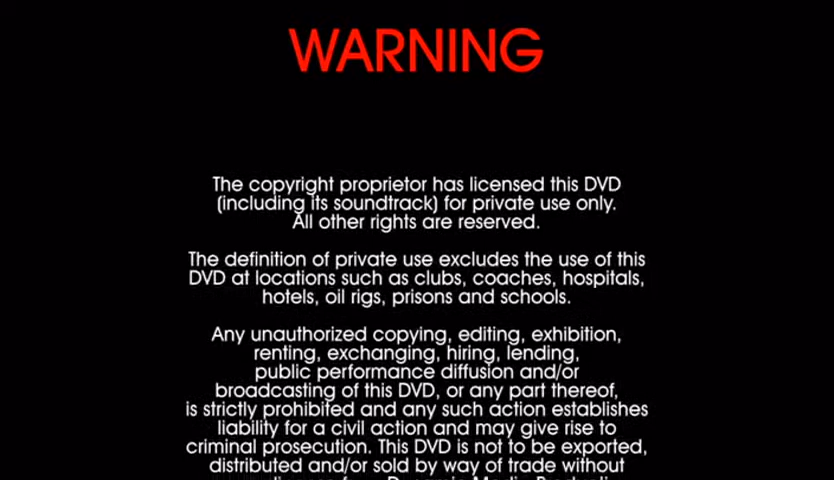 WARNING
The copyright proprietor has licensed this DVD
(including its soundtrack) for private use only.
All other rights are reserved.
The definition of private use excludes the use of this
DVD at locations such as clubs, coaches, hospitals,
hotels, oil rigs, prisons and schools.
Any unauthorized copying, editing, exhibition,
renting, exchanging, hiring, lending,
public performance diffusion and/or
broadcasting of this DVD, or any part thereof,
is strictly prohibited and any such action establishes
liability for a civil action and may give rise to
criminal prosecution. This DVD is not to be exported,
distributed and/or sold by way of trade without